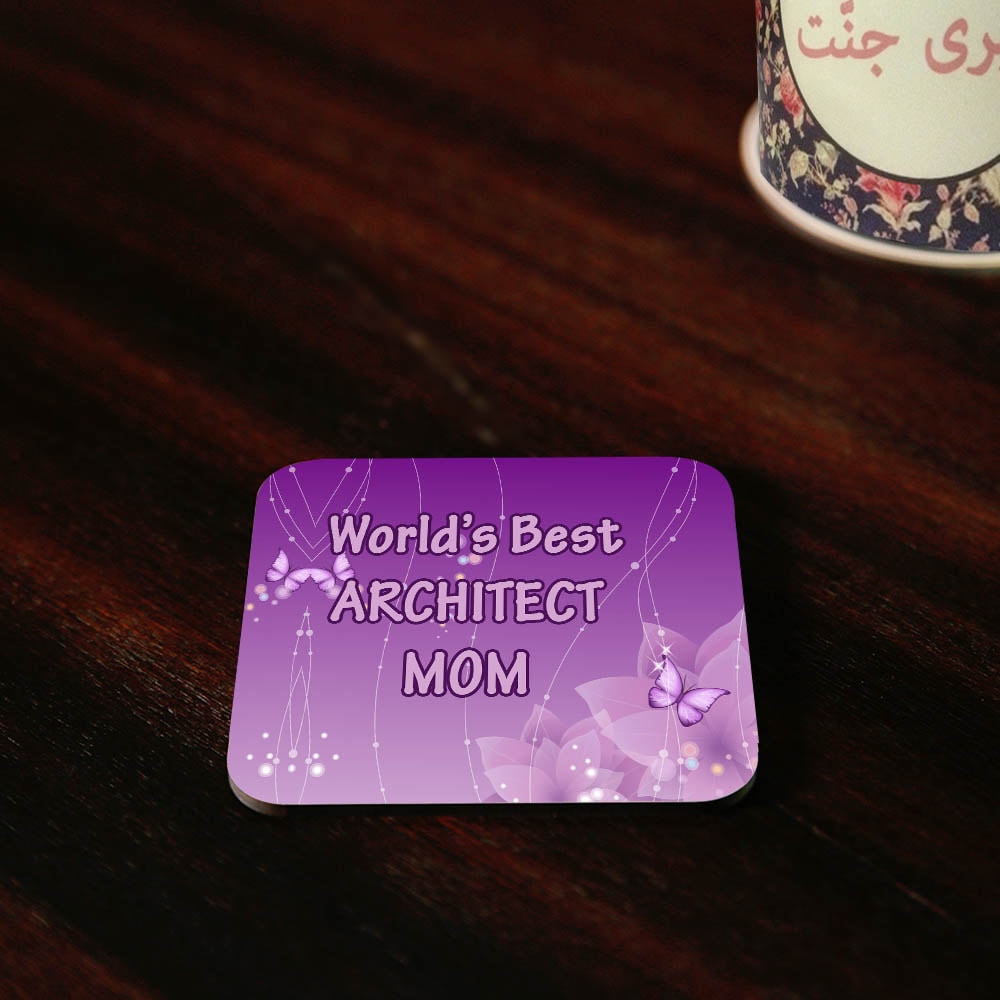 جنّت
World's Best
ARCHITECT
MOM